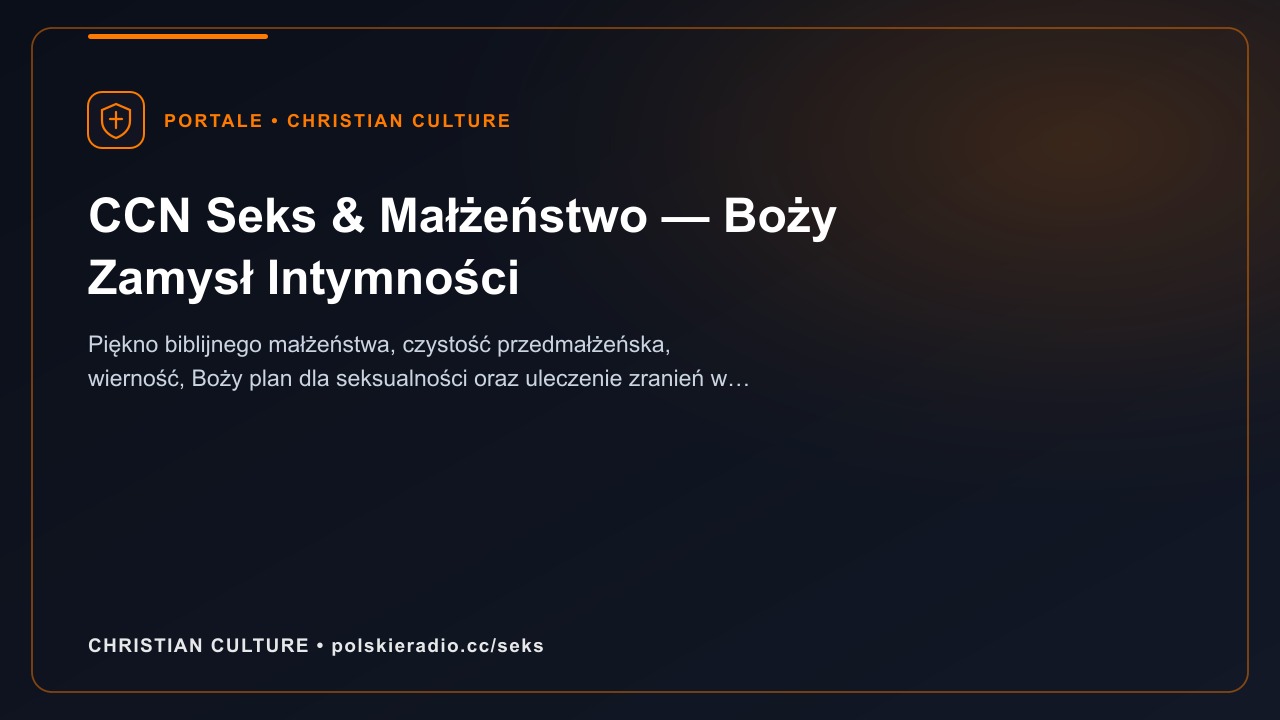 PORTALE • CHRISTIAN CULTURE
CCN Seks & Małżeństwo — Boży
Zamysł Intymności
Piękno biblijnego małżeństwa, czystość przedmałżeńska,
wierność, Boży plan dla seksualności oraz uleczenie zranień w…
CHRISTIAN CULTURE • polskieradio.cc/seks